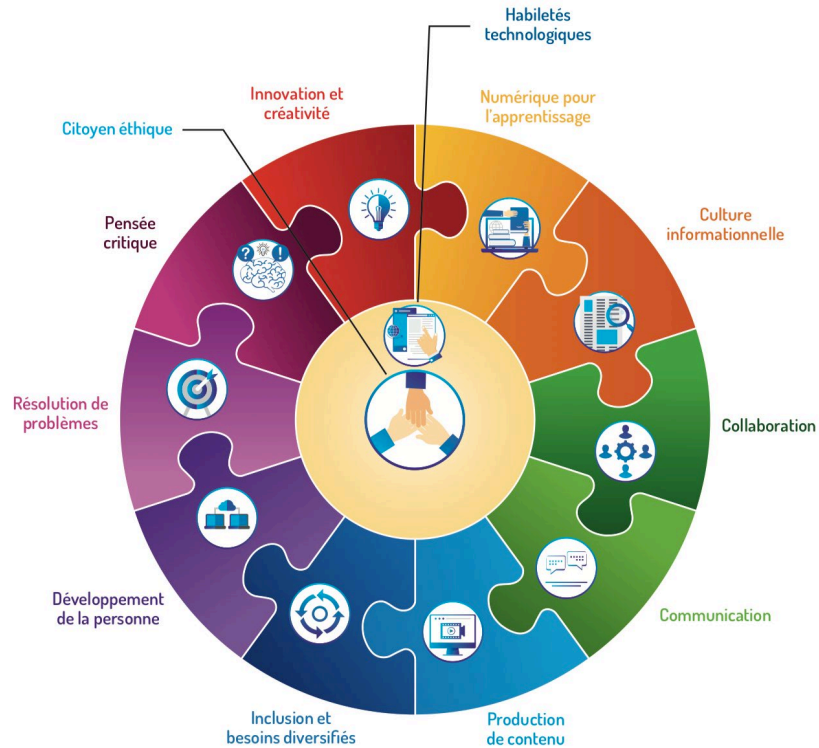 Habiletés
technologiques
Innovation et
créativité
Numérique pour
l'apprentissage
Citoyen éthique
Pensée
critique
Culture
informationnelle
Résolution de
problèmes
Collaboration
Développement
de la personne
Communication
Inclusion et
besoins diversifiés
Production
de contenu